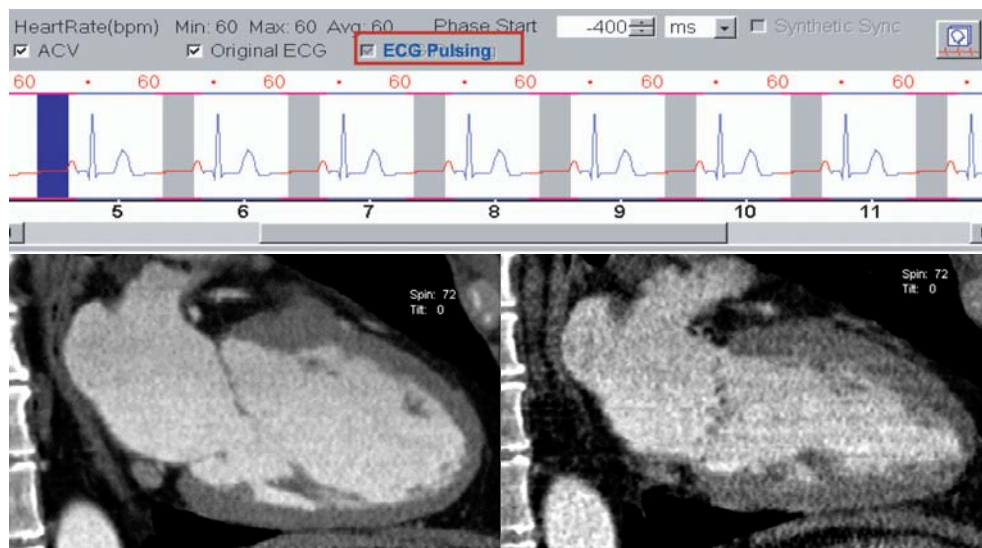 HeartRate(bpm) Min: 60 Max: 60 Avg: 60 Phase Start -400 ms Synthetic Sync
ACV Original ECG ECG Pulsing
60 60 60 60 60 60 60 60
5 6 7 8 9 10 11
Spin: 72
Tilt: 0
Spin: 72
Tilt: 0